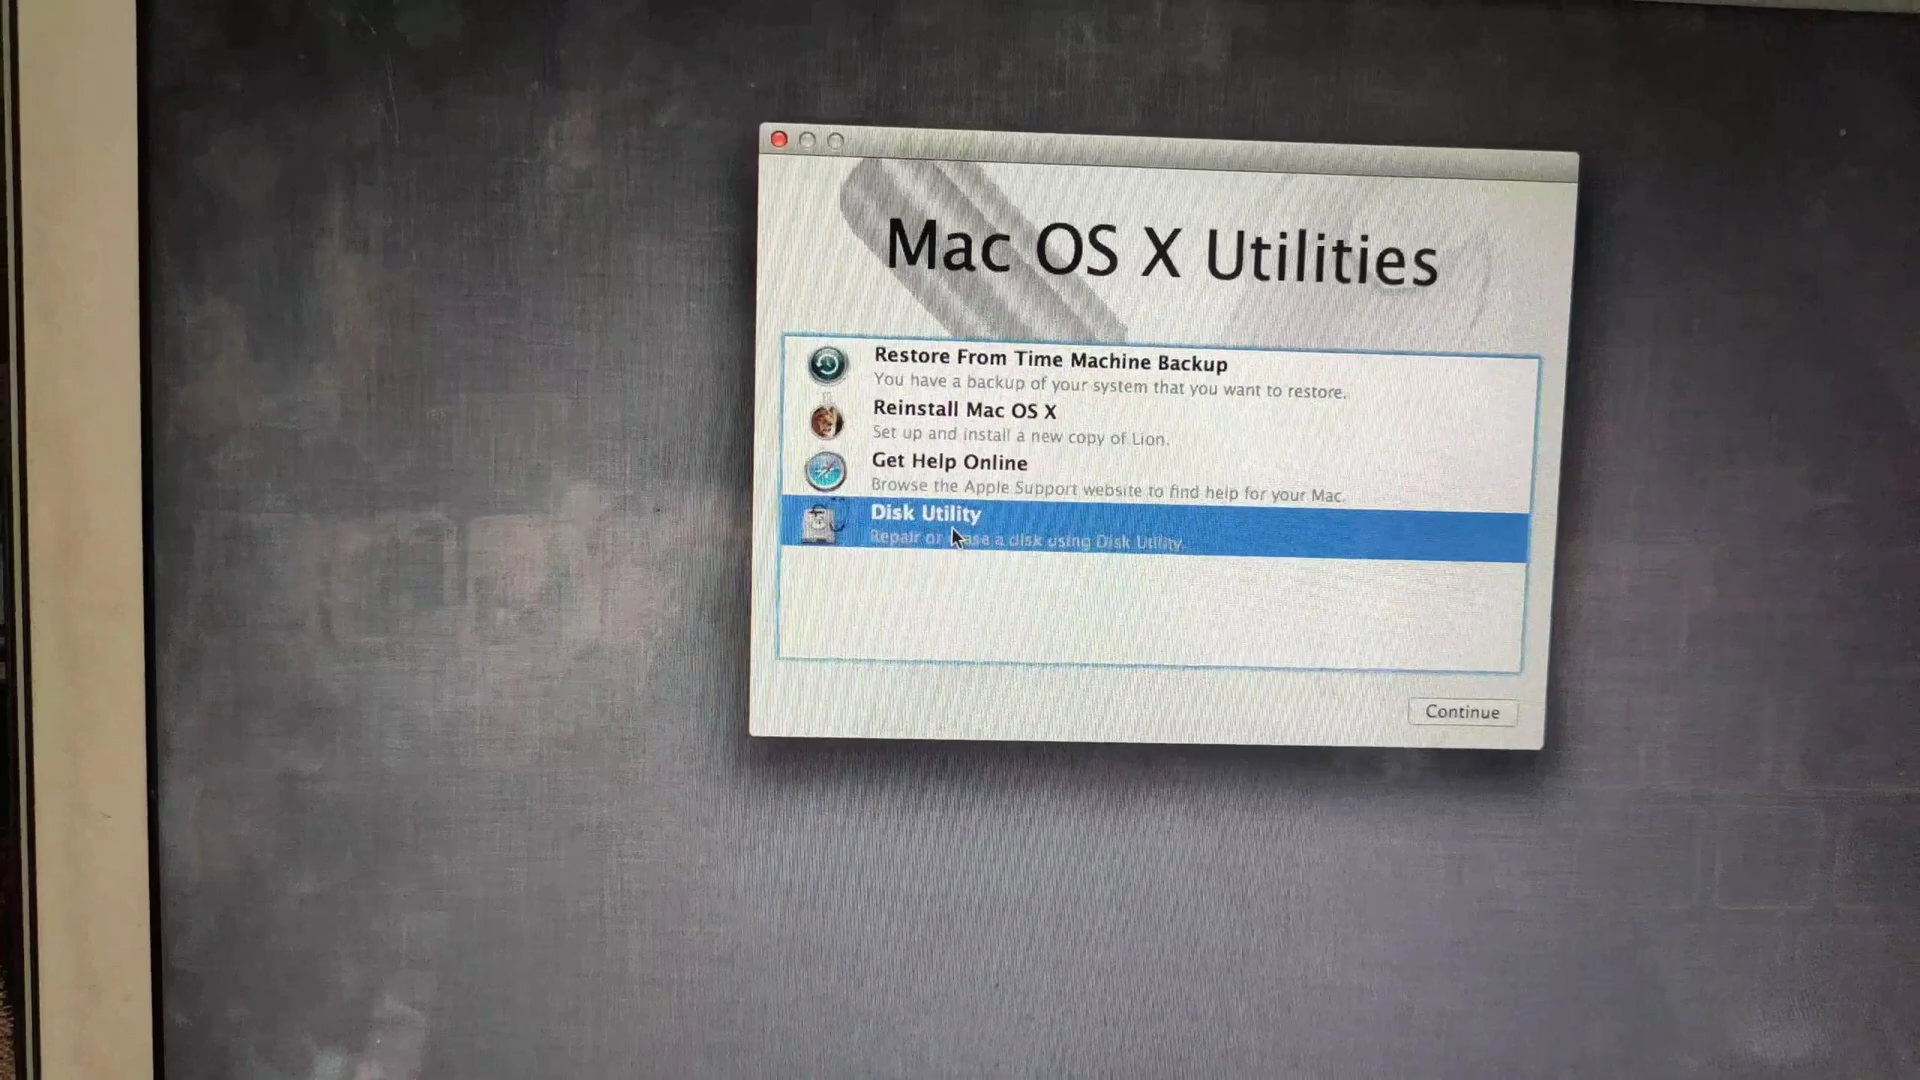 Mac OS X Utilities
Restore From Time Machine Backup
You have a backup of your system that you want to restore.
Reinstall Mac OS X
Set up and install a new copy of Lion.
Get Help Online
Browse the Apple Support website to find help for your Mac.
Disk Utility
Repair or erase a disk using Disk Utility.
Continue